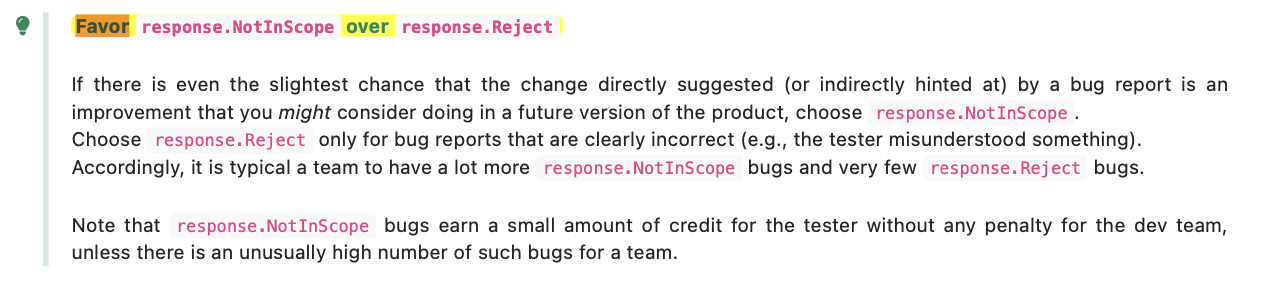 Favor response.NotInScope over response.Reject
If there is even the slightest chance that the change directly suggested (or indirectly hinted at) by a bug report is an
improvement that you might consider doing in a future version of the product, choose response.NotInScope .
Choose response.Reject only for bug reports that are clearly incorrect (e.g., the tester misunderstood something).
Accordingly, it is typical a team to have a lot more response.NotInScope bugs and very few response.Reject bugs.
Note that response.NotInScope bugs earn a small amount of credit for the tester without any penalty for the dev team,
unless there is an unusually high number of such bugs for a team.